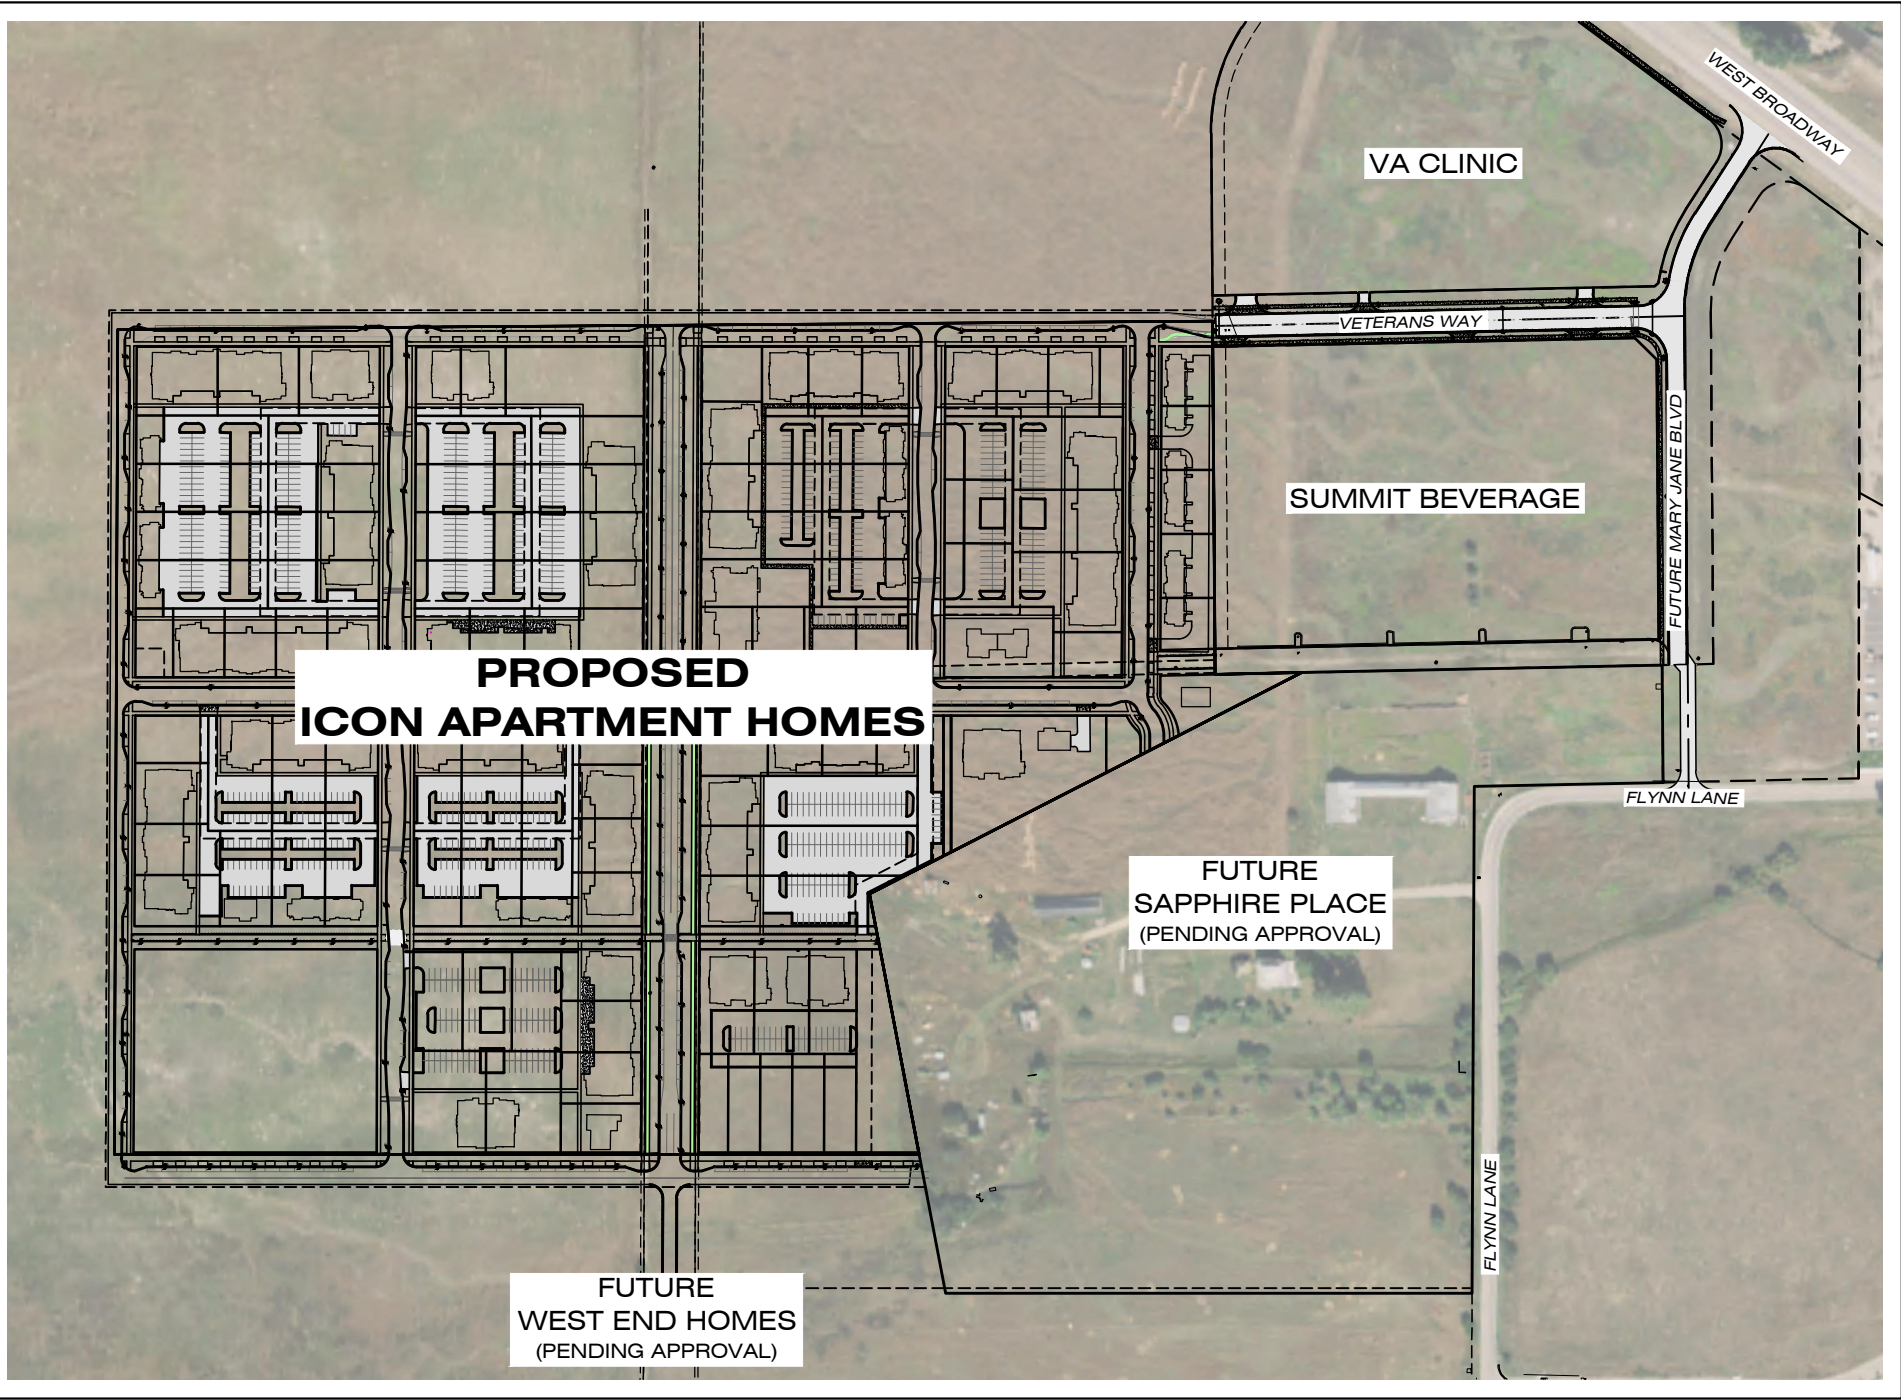 WEST BROADWAY
VA CLINIC
VETERANS WAY
FUTURE MARY JANE BLVD
SUMMIT BEVERAGE
PROPOSED
ICON APARTMENT HOMES
FLYNN LANE
FUTURE
SAPPHIRE PLACE
(PENDING APPROVAL)
FLYNN LANE
FUTURE
WEST END HOMES
(PENDING APPROVAL)